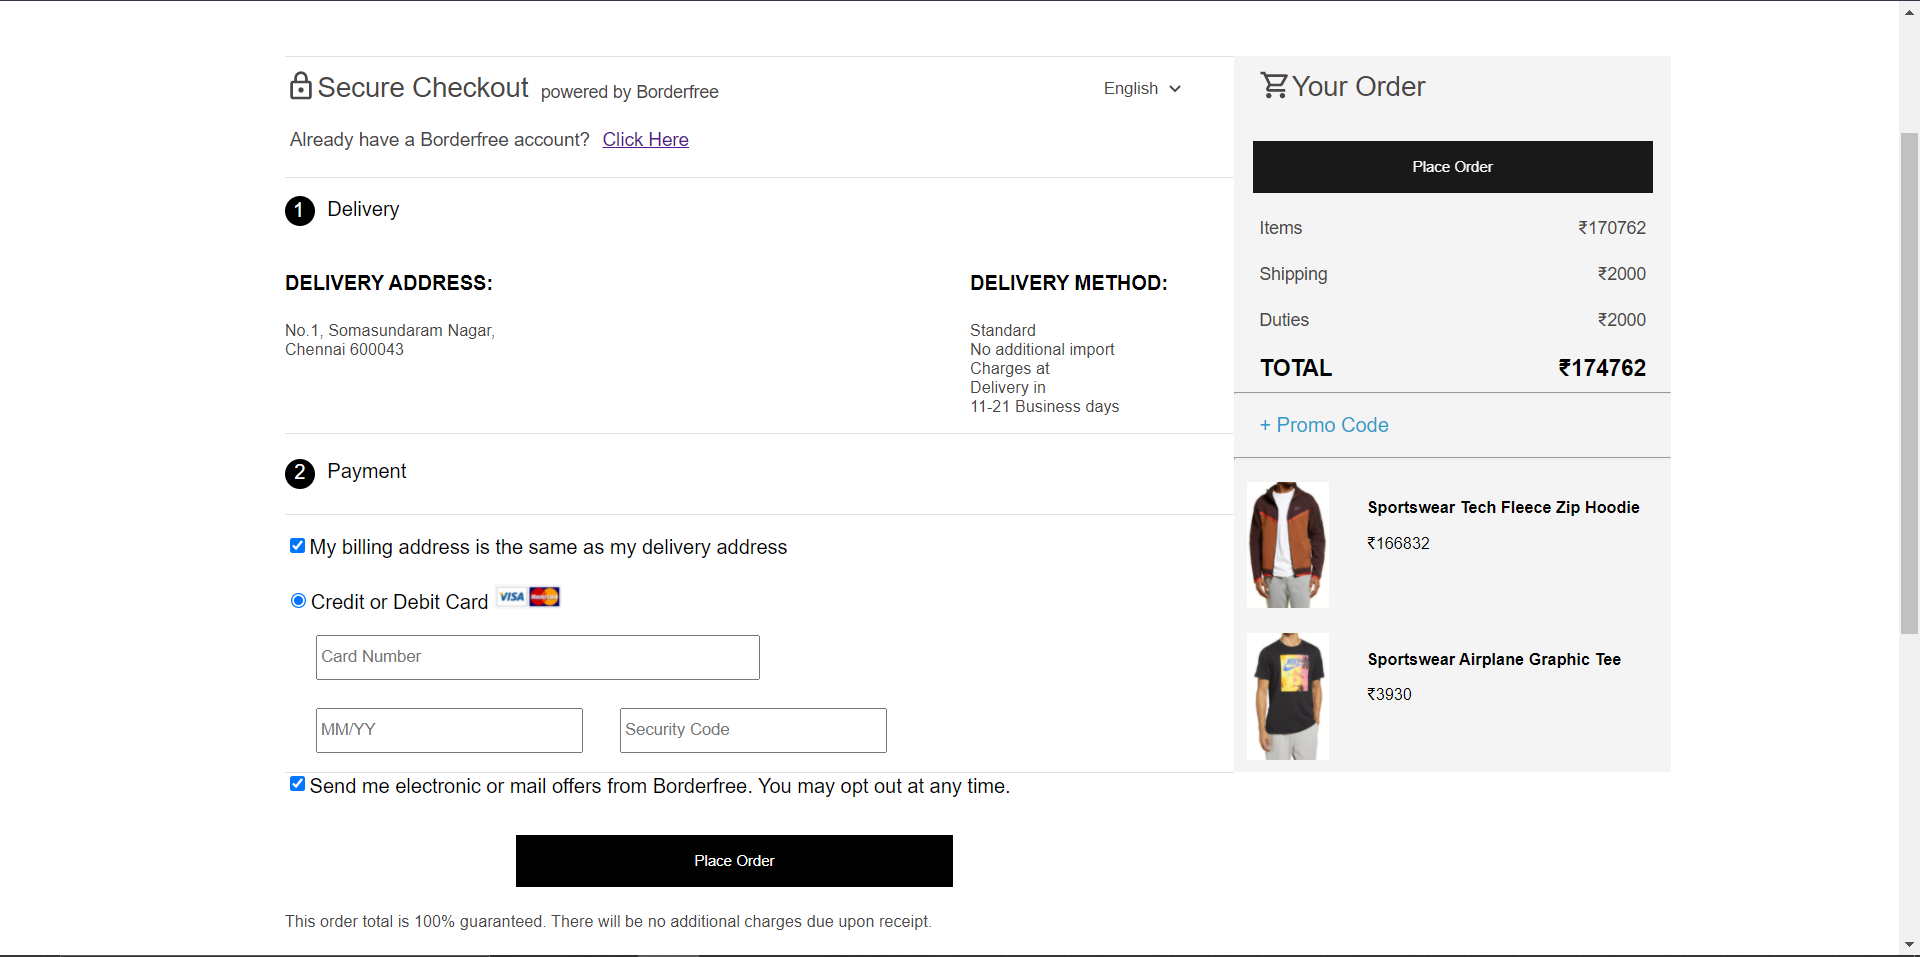 Secure Checkout powered by Borderfree
English
Already have a Borderfree account? Click Here
1 Delivery
DELIVERY ADDRESS:
No.1, Somasundaram Nagar,
Chennai 600043
DELIVERY METHOD:
Standard
No additional import
Charges at
Delivery in
11-21 Business days
2 Payment
My billing address is the same as my delivery address
Credit or Debit Card VISA MasterCard
Card Number
MM/YY
Security Code
Send me electronic or mail offers from Borderfree. You may opt out at any time.
Place Order
This order total is 100% guaranteed. There will be no additional charges due upon receipt.
Your Order
Place Order
Items ₹170762
Shipping ₹2000
Duties ₹2000
TOTAL ₹174762
+ Promo Code
Sportswear Tech Fleece Zip Hoodie
₹166832
Sportswear Airplane Graphic Tee
₹3930